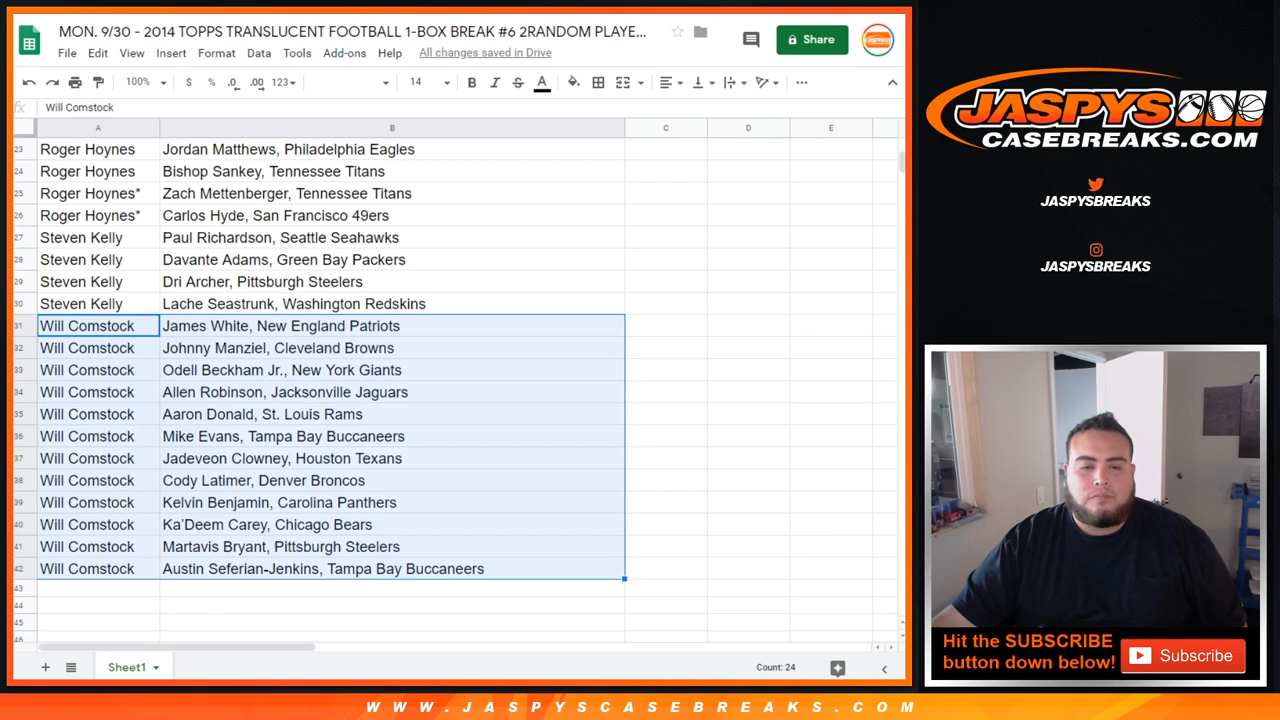 MON. 9/30 - 2014 TOPPS TRANSLUCENT FOOTBALL 1-BOX BREAK #6 2RANDOM PLAYE...
File Edit View Insert Format Data Tools Add-ons Help All changes saved in Drive
Share
100% $ % .0 .00 123 14 B I S A
fx Will Comstock
A B C D E
23 Roger Hoynes Jordan Matthews, Philadelphia Eagles
24 Roger Hoynes Bishop Sankey, Tennessee Titans
25 Roger Hoynes* Zach Mettenberger, Tennessee Titans
26 Roger Hoynes* Carlos Hyde, San Francisco 49ers
27 Steven Kelly Paul Richardson, Seattle Seahawks
28 Steven Kelly Davante Adams, Green Bay Packers
29 Steven Kelly Dri Archer, Pittsburgh Steelers
30 Steven Kelly Lache Seastrunk, Washington Redskins
31 Will Comstock James White, New England Patriots
32 Will Comstock Johnny Manziel, Cleveland Browns
33 Will Comstock Odell Beckham Jr., New York Giants
34 Will Comstock Allen Robinson, Jacksonville Jaguars
35 Will Comstock Aaron Donald, St. Louis Rams
36 Will Comstock Mike Evans, Tampa Bay Buccaneers
37 Will Comstock Jadeveon Clowney, Houston Texans
38 Will Comstock Cody Latimer, Denver Broncos
39 Will Comstock Kelvin Benjamin, Carolina Panthers
40 Will Comstock Ka'Deem Carey, Chicago Bears
41 Will Comstock Martavis Bryant, Pittsburgh Steelers
42 Will Comstock Austin Seferian-Jenkins, Tampa Bay Buccaneers
43
44
45
46
Sheet1 Count: 24
JASPYS
CASEBREAKS.COM
JASPYSBREAKS
JASPYSBREAKS
Hit the SUBSCRIBE
button down below!
Subscribe
WWW.JASPYSCASEBREAKS.COM